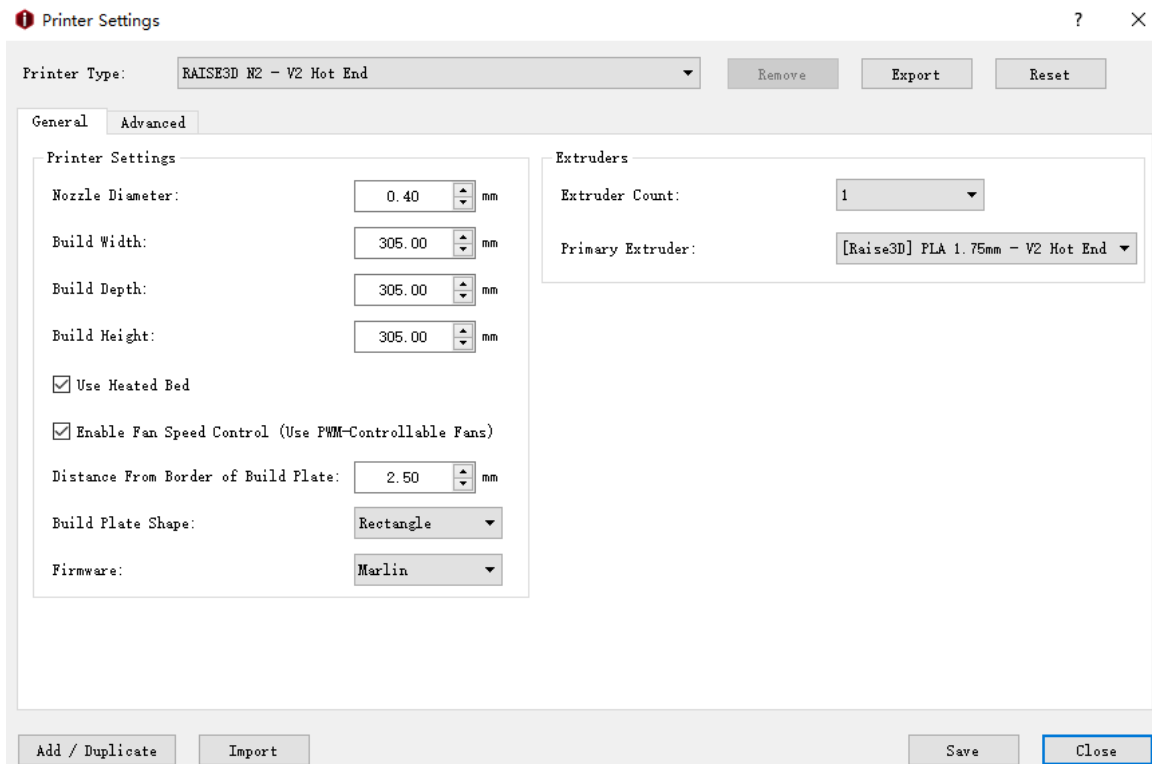 Printer Settings ?
Printer Type: RAISE3D N2 - V2 Hot End Remove Export Reset
General Advanced
Printer Settings
Nozzle Diameter: 0.40 mm
Build Width: 305.00 mm
Build Depth: 305.00 mm
Build Height: 305.00 mm
Use Heated Bed
Enable Fan Speed Control (Use PWM-Controllable Fans)
Distance From Border of Build Plate: 2.50 mm
Build Plate Shape: Rectangle
Firmware: Marlin
Extruders
Extruder Count: 1
Primary Extruder: [Raise3D] PLA 1.75mm - V2 Hot End
Add / Duplicate Import Save Close